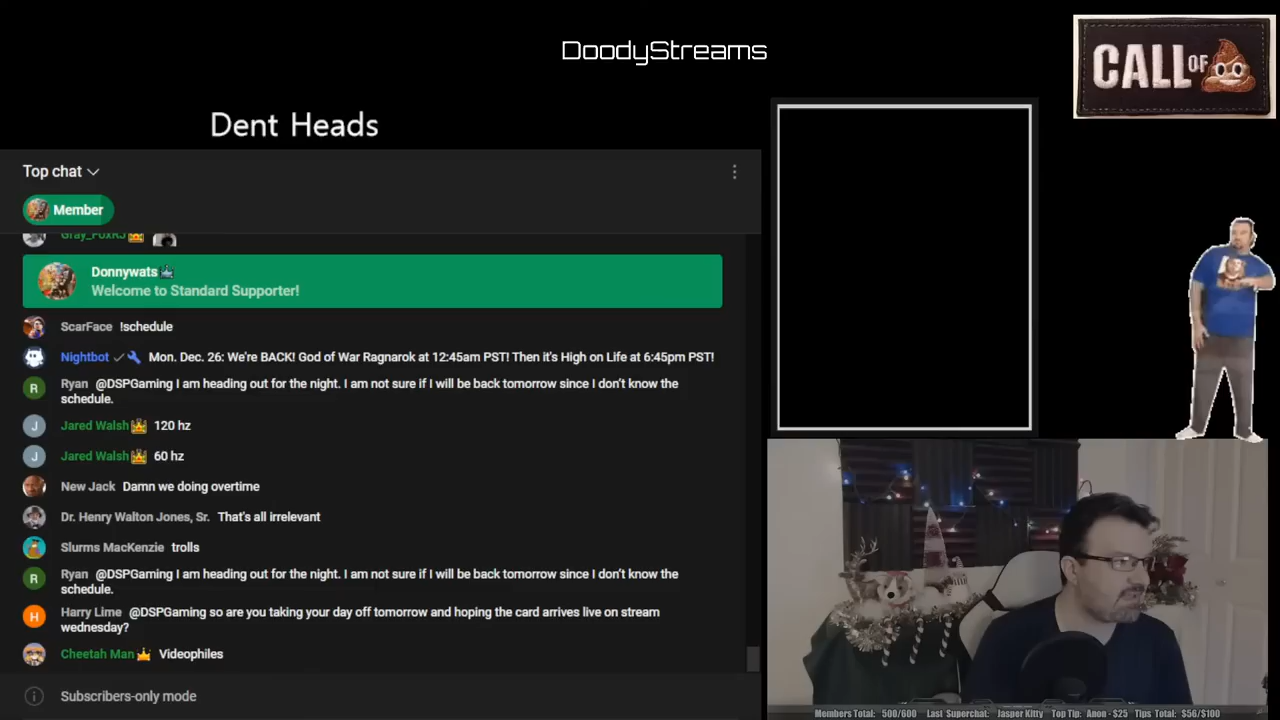 DoodyStreams
CALL OF
Dent Heads
Top chat
Member
Gray_FoxRJ
Donnywats
Welcome to Standard Supporter!
ScarFace !schedule
Nightbot Mon. Dec. 26: We're BACK! God of War Ragnarok at 12:45am PST! Then it's High on Life at 6:45pm PST!
Ryan @DSPGaming I am heading out for the night. I am not sure if I will be back tomorrow since I don't know the
schedule.
Jared Walsh 120 hz
Jared Walsh 60 hz
New Jack Damn we doing overtime
Dr. Henry Walton Jones, Sr. That's all irrelevant
Slurms MacKenzie trolls
Ryan @DSPGaming I am heading out for the night. I am not sure if I will be back tomorrow since I don't know the
schedule.
Harry Lime @DSPGaming so are you taking your day off tomorrow and hoping the card arrives live on stream
wednesday?
Cheetah Man Videophiles
Subscribers-only mode
Members Total: 500/600 Last Superchat: Jasper Kitty Top Tip: Anon - $25 Tips Total: $56/$100